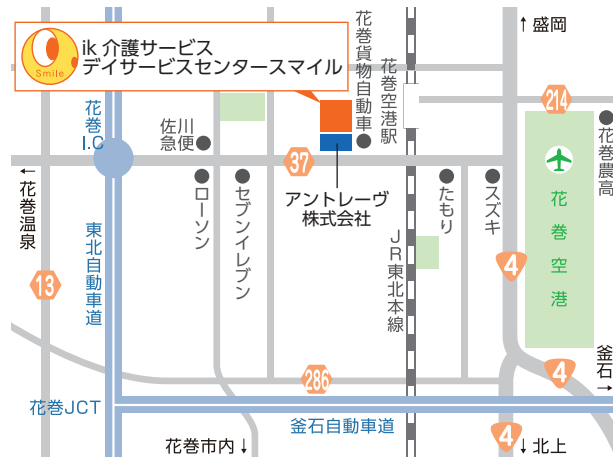 ↑盛岡
ik 介護サービス
デイサービスセンタースマイル
Smile
花巻貨物自動車
花巻空港駅
214
花巻I.C
佐川
急便
37
花巻農高
←花巻温泉
ローソン
セブンイレブン
アントレーヴ
株式会社
たもり
スズキ
花巻空港
東北自動車道
JR東北本線
13
4
釜石→
4
286
花巻JCT
釜石自動車道
4
花巻市内↓
↓北上